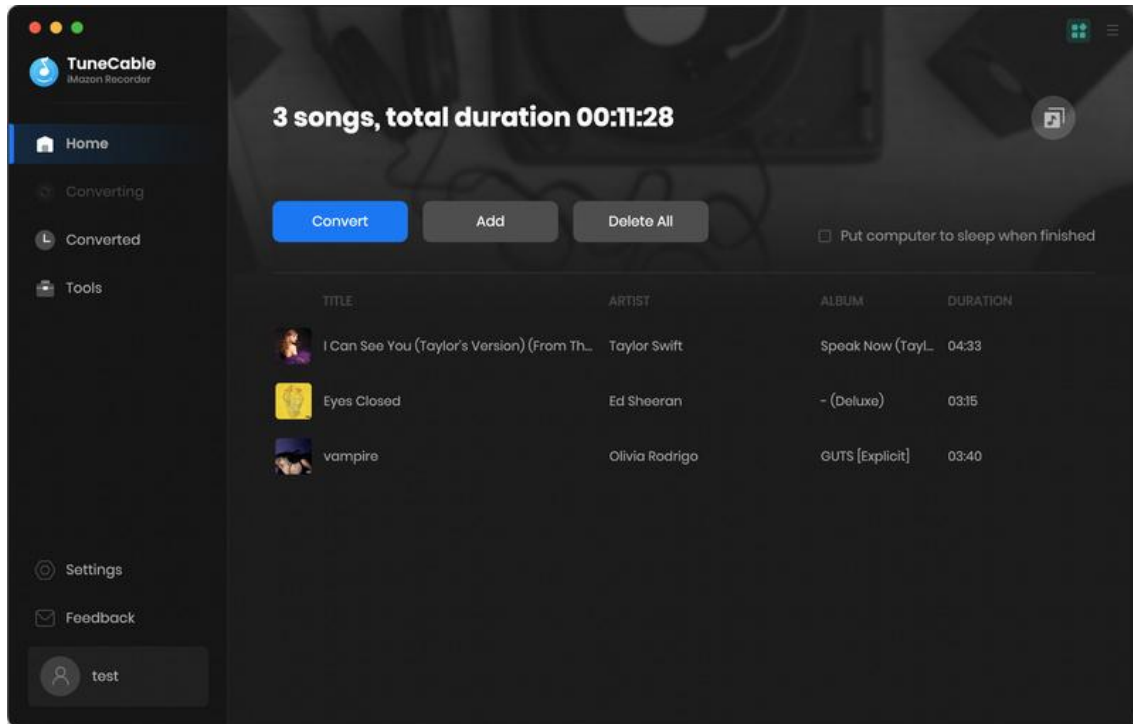 TuneCable
iMazon Recorder
3 songs, total duration 00:11:28
Home
Converting
Converted
Tools
Convert
Add
Delete All
Put computer to sleep when finished
TITLE ARTIST ALBUM DURATION
I Can See You (Taylor's Version) (From Th... Taylor Swift Speak Now (Tayl... 04:33
Eyes Closed Ed Sheeran - (Deluxe) 03:15
vampire Olivia Rodrigo GUTS [Explicit] 03:40
Settings
Feedback
test